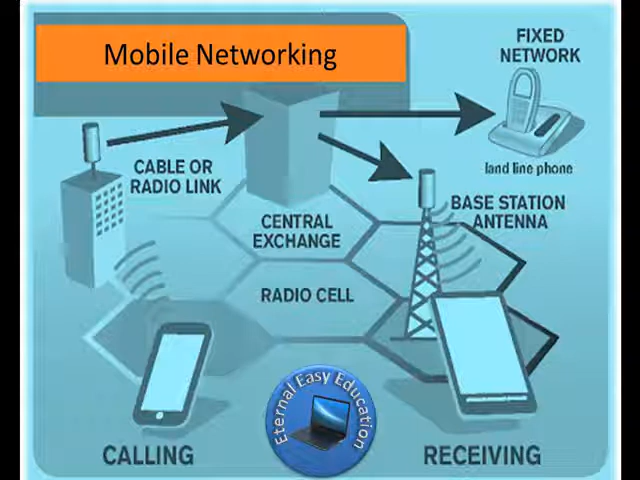 Mobile Networking
FIXED
NETWORK
land line phone
CABLE OR
RADIO LINK
BASE STATION
ANTENNA
CENTRAL
EXCHANGE
RADIO CELL
Eternal Easy Education
CALLING
RECEIVING